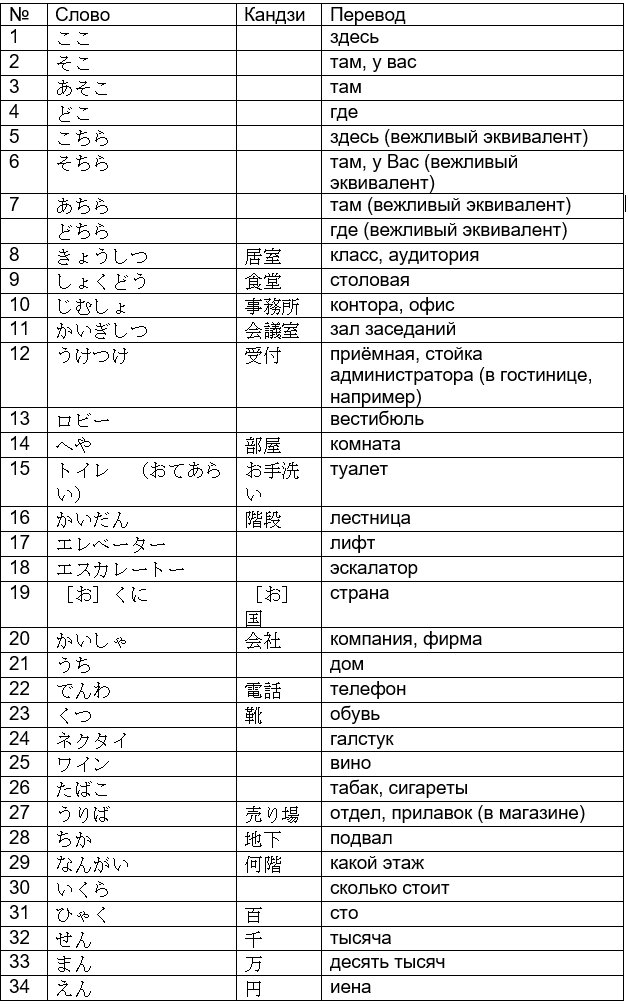 № Слово Кандзи Перевод
1 ここ здесь
2 そこ там, у вас
3 あそこ там
4 どこ где
5 こちら здесь (вежливый эквивалент)
6 そちら там, у Вас (вежливый
эквивалент)
7 あちら там (вежливый эквивалент)
どちら где (вежливый эквивалент)
8 きょうしつ 居室 класс, аудитория
9 しょくどう 食堂 столовая
10 じむしょ 事務所 контора, офис
11 かいぎしつ 会議室 зал заседаний
12 うけつけ 受付 приёмная, стойка
администратора (в гостинице,
например)
13 ロビー вестибюль
14 へや 部屋 комната
15 トイレ （おてあら お手洗 туалет
い） い
16 かいだん 階段 лестница
17 エレベーター лифт
18 エスカレートー эскалатор
19 ［お］くに ［お］ страна
国
20 かいしゃ 会社 компания, фирма
21 うち дом
22 でんわ 電話 телефон
23 くつ 靴 обувь
24 ネクタイ галстук
25 ワイン вино
26 たばこ табак, сигареты
27 うりば 売り場 отдел, прилавок (в магазине)
28 ちか 地下 подвал
29 なんがい 何階 какой этаж
30 いくら сколько стоит
31 ひゃく 百 сто
32 せん 千 тысяча
33 まん 万 десять тысяч
34 えん 円 иена